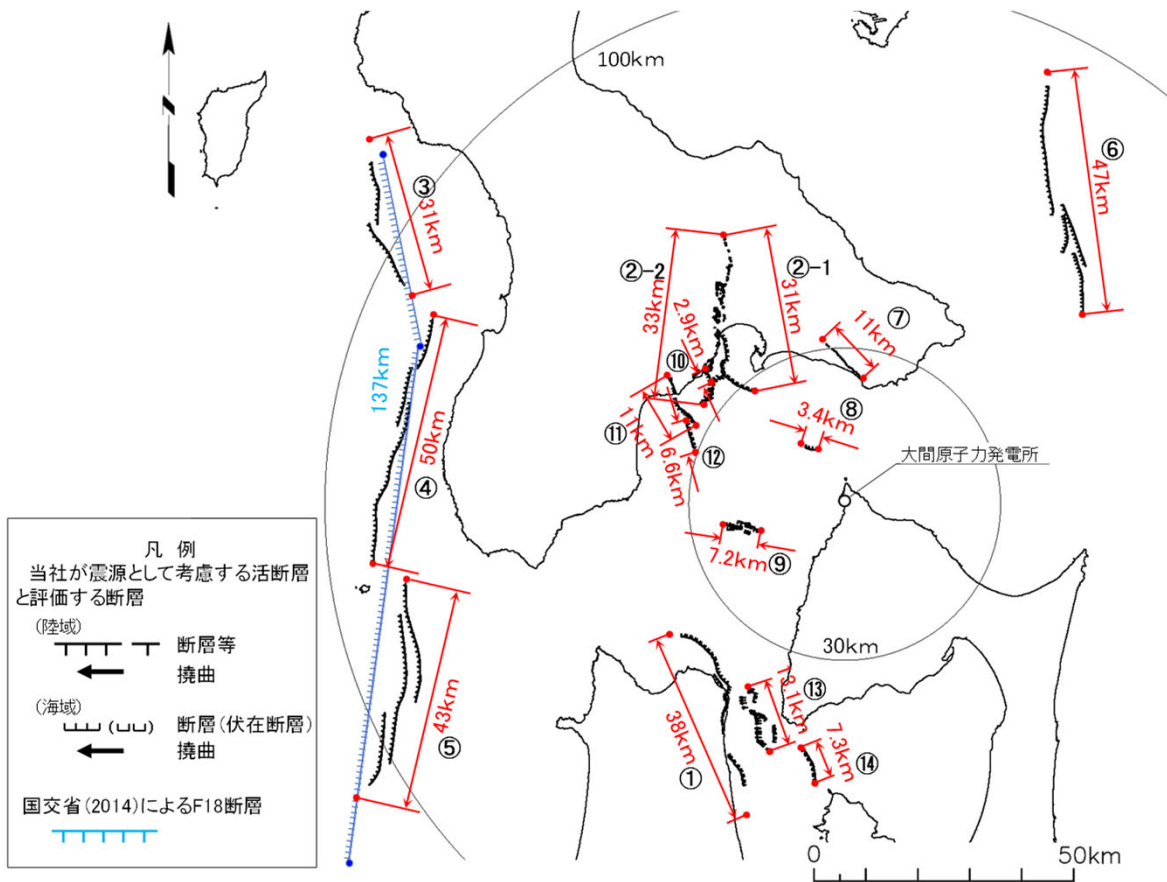 100km
③
31km
⑥
47km
②-2
②-1
33km
31km
2.9km
⑦
11km
⑩
137km
⑧
3.4km
50km
⑪
11km
⑫
6.6km
大間原子力発電所
④
7.2km
⑨
凡 例
当社が震源として考慮する活断層
と評価する断層
(陸域)
断層等
撓曲
(海域)
断層(伏在断層)
撓曲
国交省(2014)によるF18断層
30km
43km
⑤
38km
①
13.1km
⑬
7.3km
⑭
0
50km